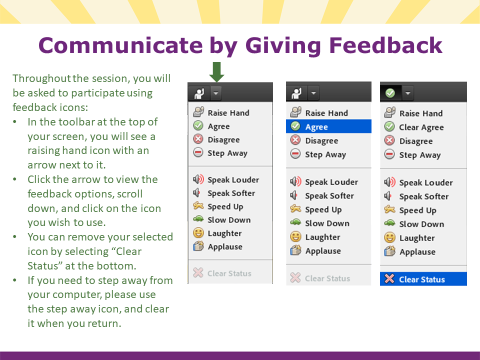 Communicate by Giving Feedback
Throughout the session, you will
be asked to participate using
feedback icons:
• In the toolbar at the top of
your screen, you will see a
raising hand icon with an
arrow next to it.
• Click the arrow to view the
feedback options, scroll
down, and click on the icon
you wish to use.
• You can remove your selected
icon by selecting "Clear
Status" at the bottom.
• If you need to step away from
your computer, please use
the step away icon, and clear
it when you return.
Raise Hand
Agree
Disagree
Step Away
Speak Louder
Speak Softer
Speed Up
Slow Down
Laughter
Applause
Clear Status
Raise Hand
Agree
Disagree
Step Away
Speak Louder
Speak Softer
Speed Up
Slow Down
Laughter
Applause
Clear Status
Raise Hand
Clear Agree
Disagree
Step Away
Speak Louder
Speak Softer
Speed Up
Slow Down
Laughter
Applause
Clear Status